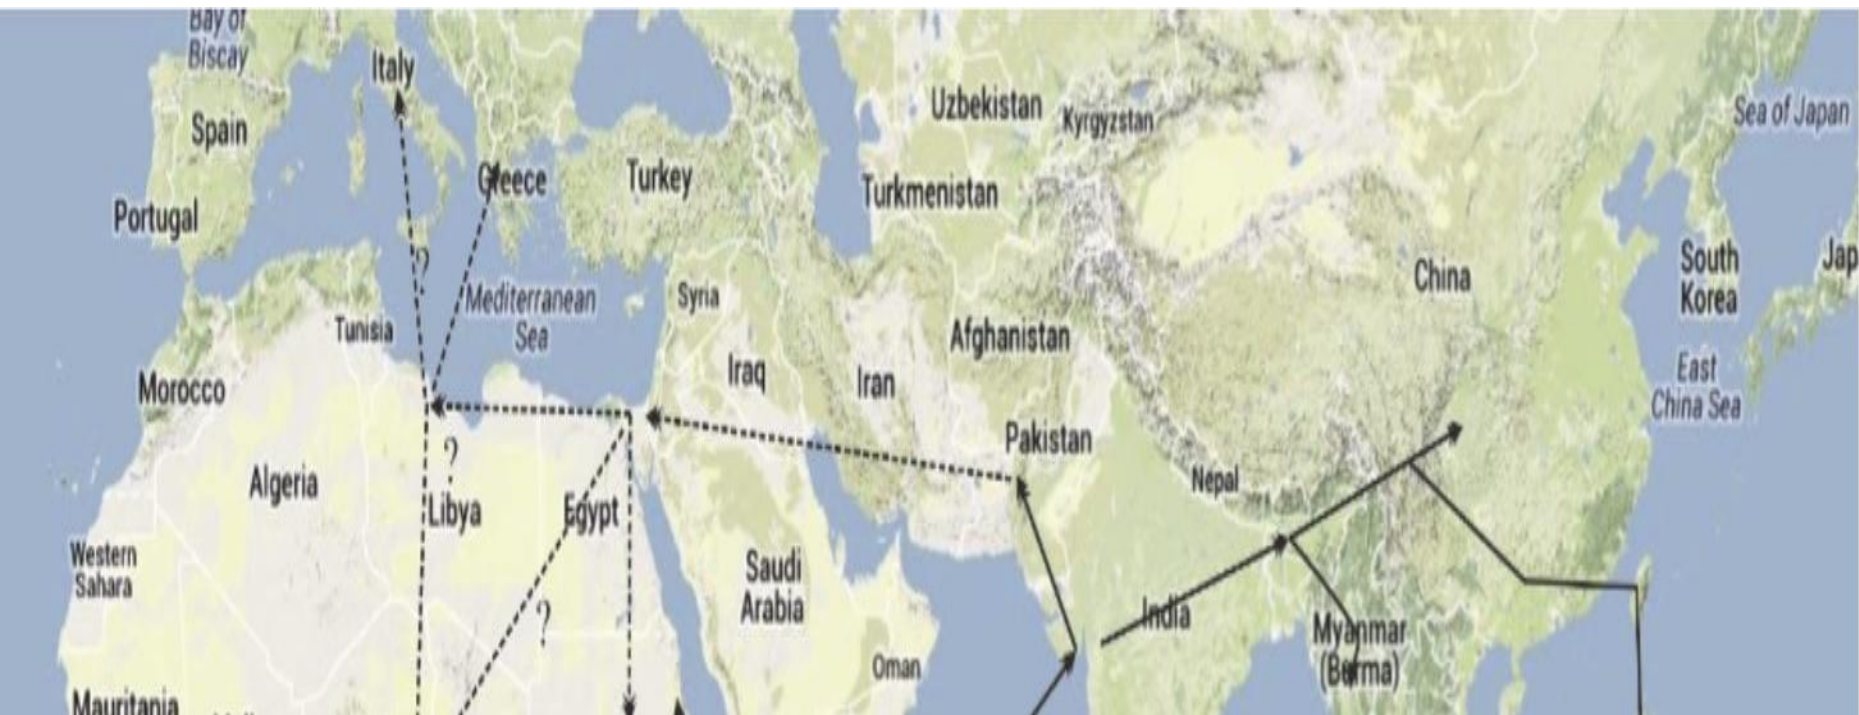 Bay of
Biscay
Italy
Spain
Portugal
Greece
Turkey
Uzbekistan
Kyrgyzstan
Turkmenistan
Sea of Japan
South
Korea
Jap
China
?
Mediterranean
Sea
Syria
Tunisia
Iraq
Iran
Afghanistan
East
China Sea
Morocco
Pakistan
?
Algeria
Libya
Egypt
Nepal
Western
Sahara
Saudi
Arabia
?
India
Myanmar
(Burma)
Oman
Mauritania